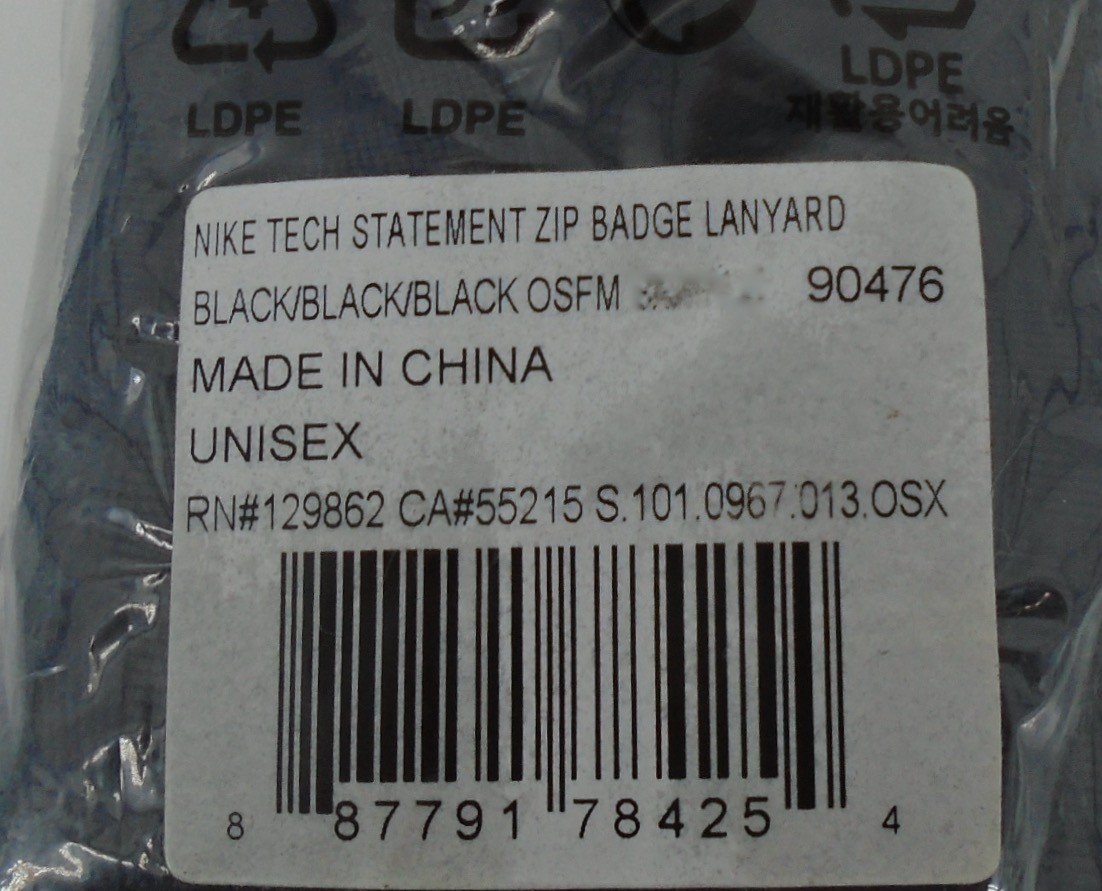 LDPE LDPE LDPE
재활용어려움
NIKE TECH STATEMENT ZIP BADGE LANYARD
BLACK/BLACK/BLACK OSFM 90476
MADE IN CHINA
UNISEX
RN#129862 CA#55215 S.101.0967.013.OSX
8 87791 78425 4